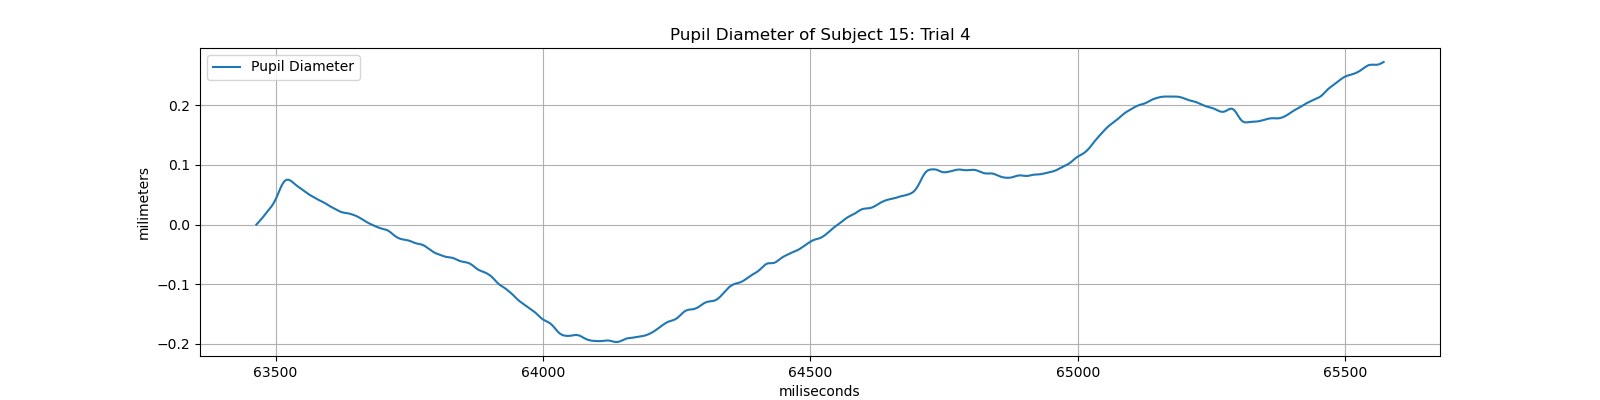 Pupil Diameter of Subject 15: Trial 4
Pupil Diameter
milimeters
0.2
0.1
0.0
−0.1
−0.2
63500 64000 64500 65000 65500
miliseconds